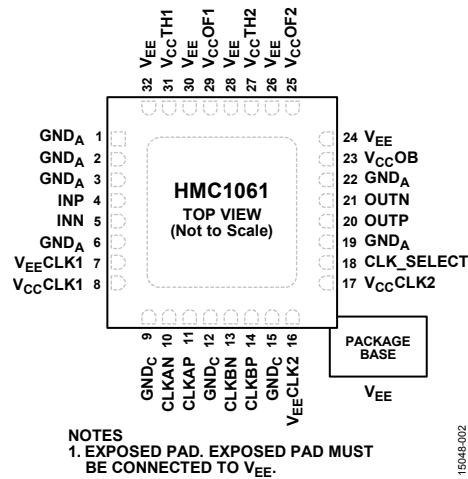 VEE VCCTH1 VEE VCCOF1 VEE VCCTH2 VEE VCCOF2
32 31 30 29 28 27 26 25
GNDA 1
GNDA 2
GNDA 3
INP 4
INN 5
GNDA 6
VEECLK1 7
VCCCLK1 8
HMC1061
TOP VIEW
(Not to Scale)
24 VEE
23 VCCOB
22 GNDA
21 OUTN
20 OUTP
19 GNDA
18 CLK_SELECT
17 VCCCLK2
9 10 11 12 13 14 15 16
GNDC CLKAN CLKAP GNDC CLKBN CLKBP GNDC VEECLK2
PACKAGE
BASE
VEE
NOTES
1. EXPOSED PAD. EXPOSED PAD MUST
BE CONNECTED TO VEE.
15048-002